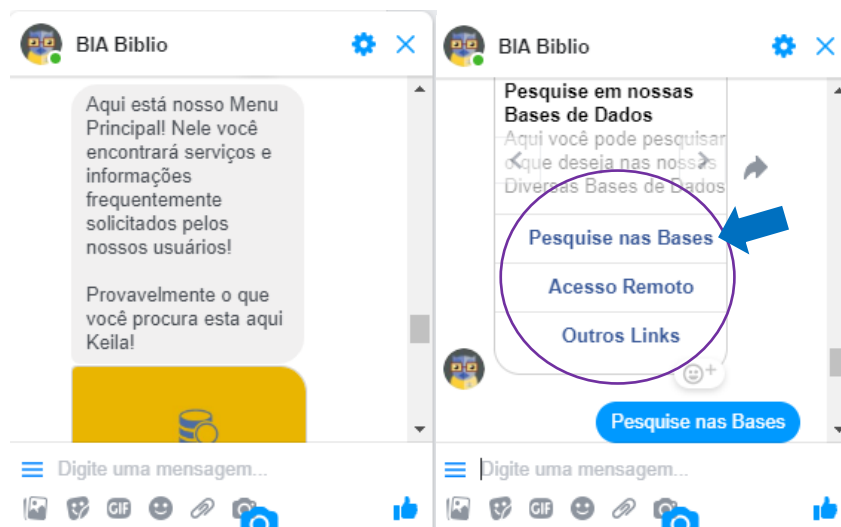 BIA Biblio
Aqui está nosso Menu
Principal! Nele você
encontrará serviços e
informações
frequentemente
solicitados pelos
nossos usuários!
Provavelmente o que
você procura esta aqui
Keila!
Digite uma mensagem...
GIF
BIA Biblio
Pesquise em nossas
Bases de Dados
Aqui você pode pesquisar
o que deseja nas nossas
Diversas Bases de Dados
Pesquise nas Bases
Acesso Remoto
Outros Links
Pesquise nas Bases
Digite uma mensagem...
GIF